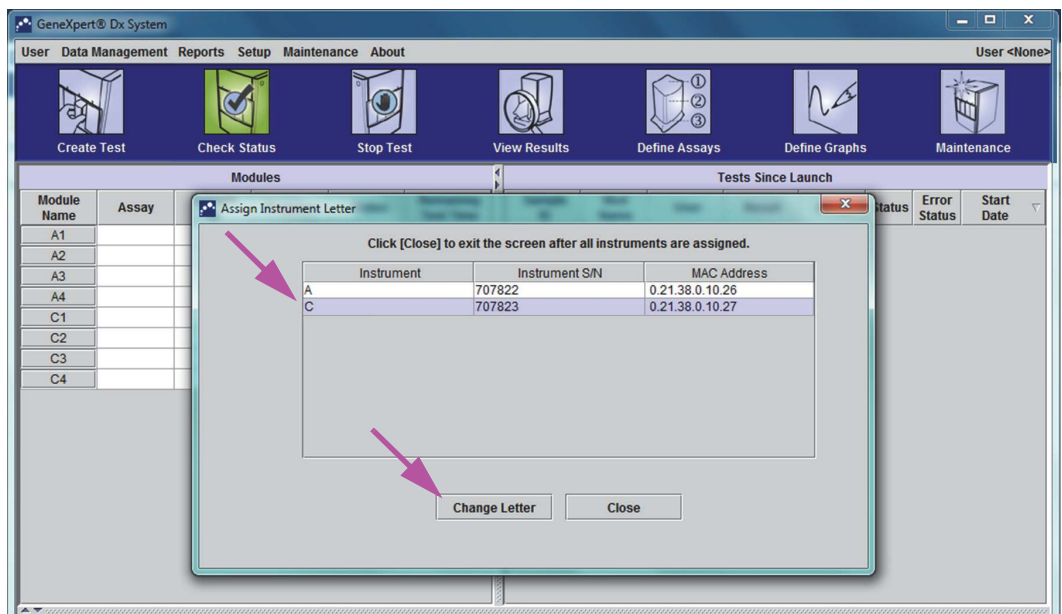 GeneXpert® Dx System
User Data Management Reports Setup Maintenance About User <None>
① ② ③
Create Test Check Status Stop Test View Results Define Assays Define Graphs Maintenance
Modules Tests Since Launch
Module Name Assay Status Error Status Start Date
Assign Instrument Letter
Click [Close] to exit the screen after all instruments are assigned.
Instrument Instrument S/N MAC Address
A 707822 0.21.38.0.10.26
C 707823 0.21.38.0.10.27
A1
A2
A3
A4
C1
C2
C3
C4
Change Letter Close